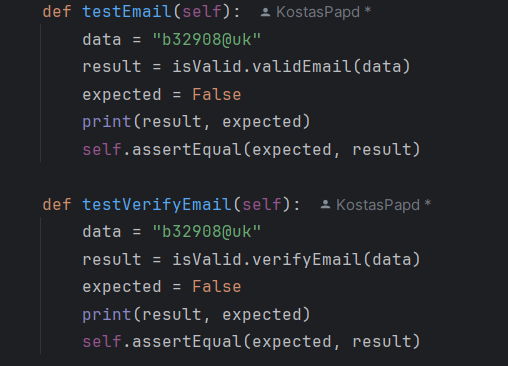 def testEmail(self): KostasPapd *
data = "b32908@uk"
result = isValid.validEmail(data)
expected = False
print(result, expected)
self.assertEqual(expected, result)
def testVerifyEmail(self): KostasPapd *
data = "b32908@uk"
result = isValid.verifyEmail(data)
expected = False
print(result, expected)
self.assertEqual(expected, result)